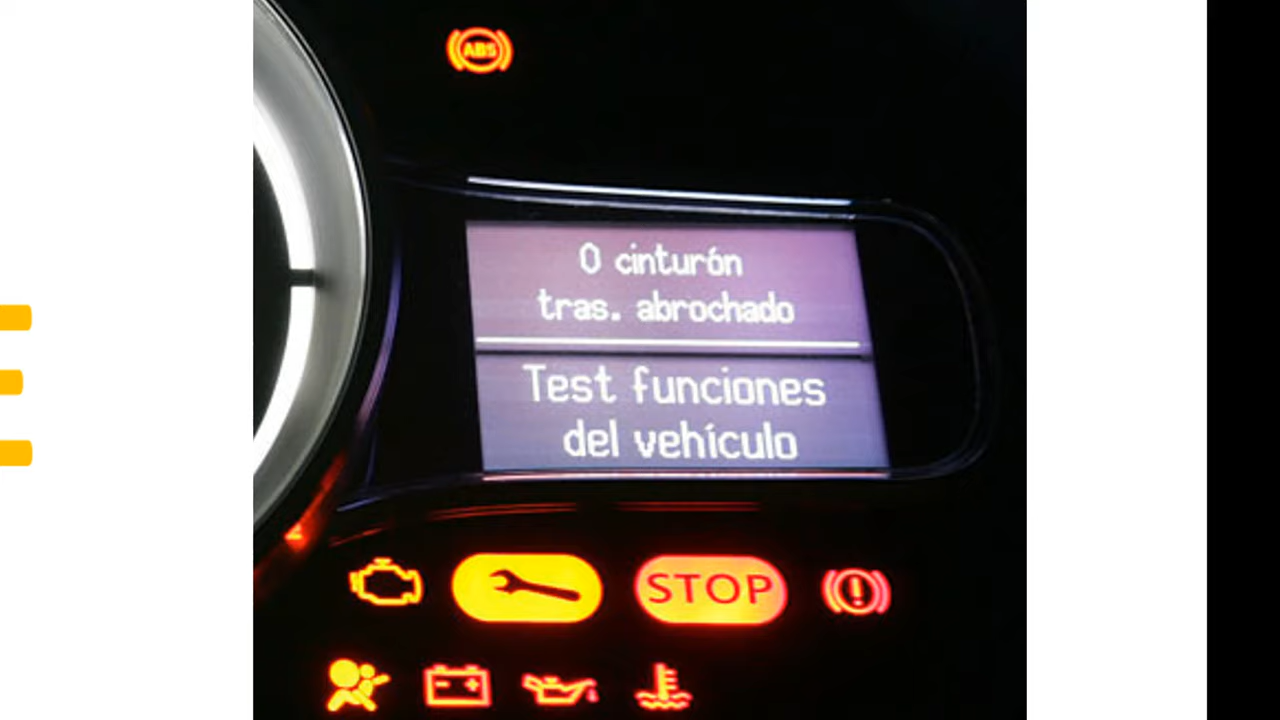 ABS
0 cinturón
tras. abrochado
Test funciones
del vehículo
STOP